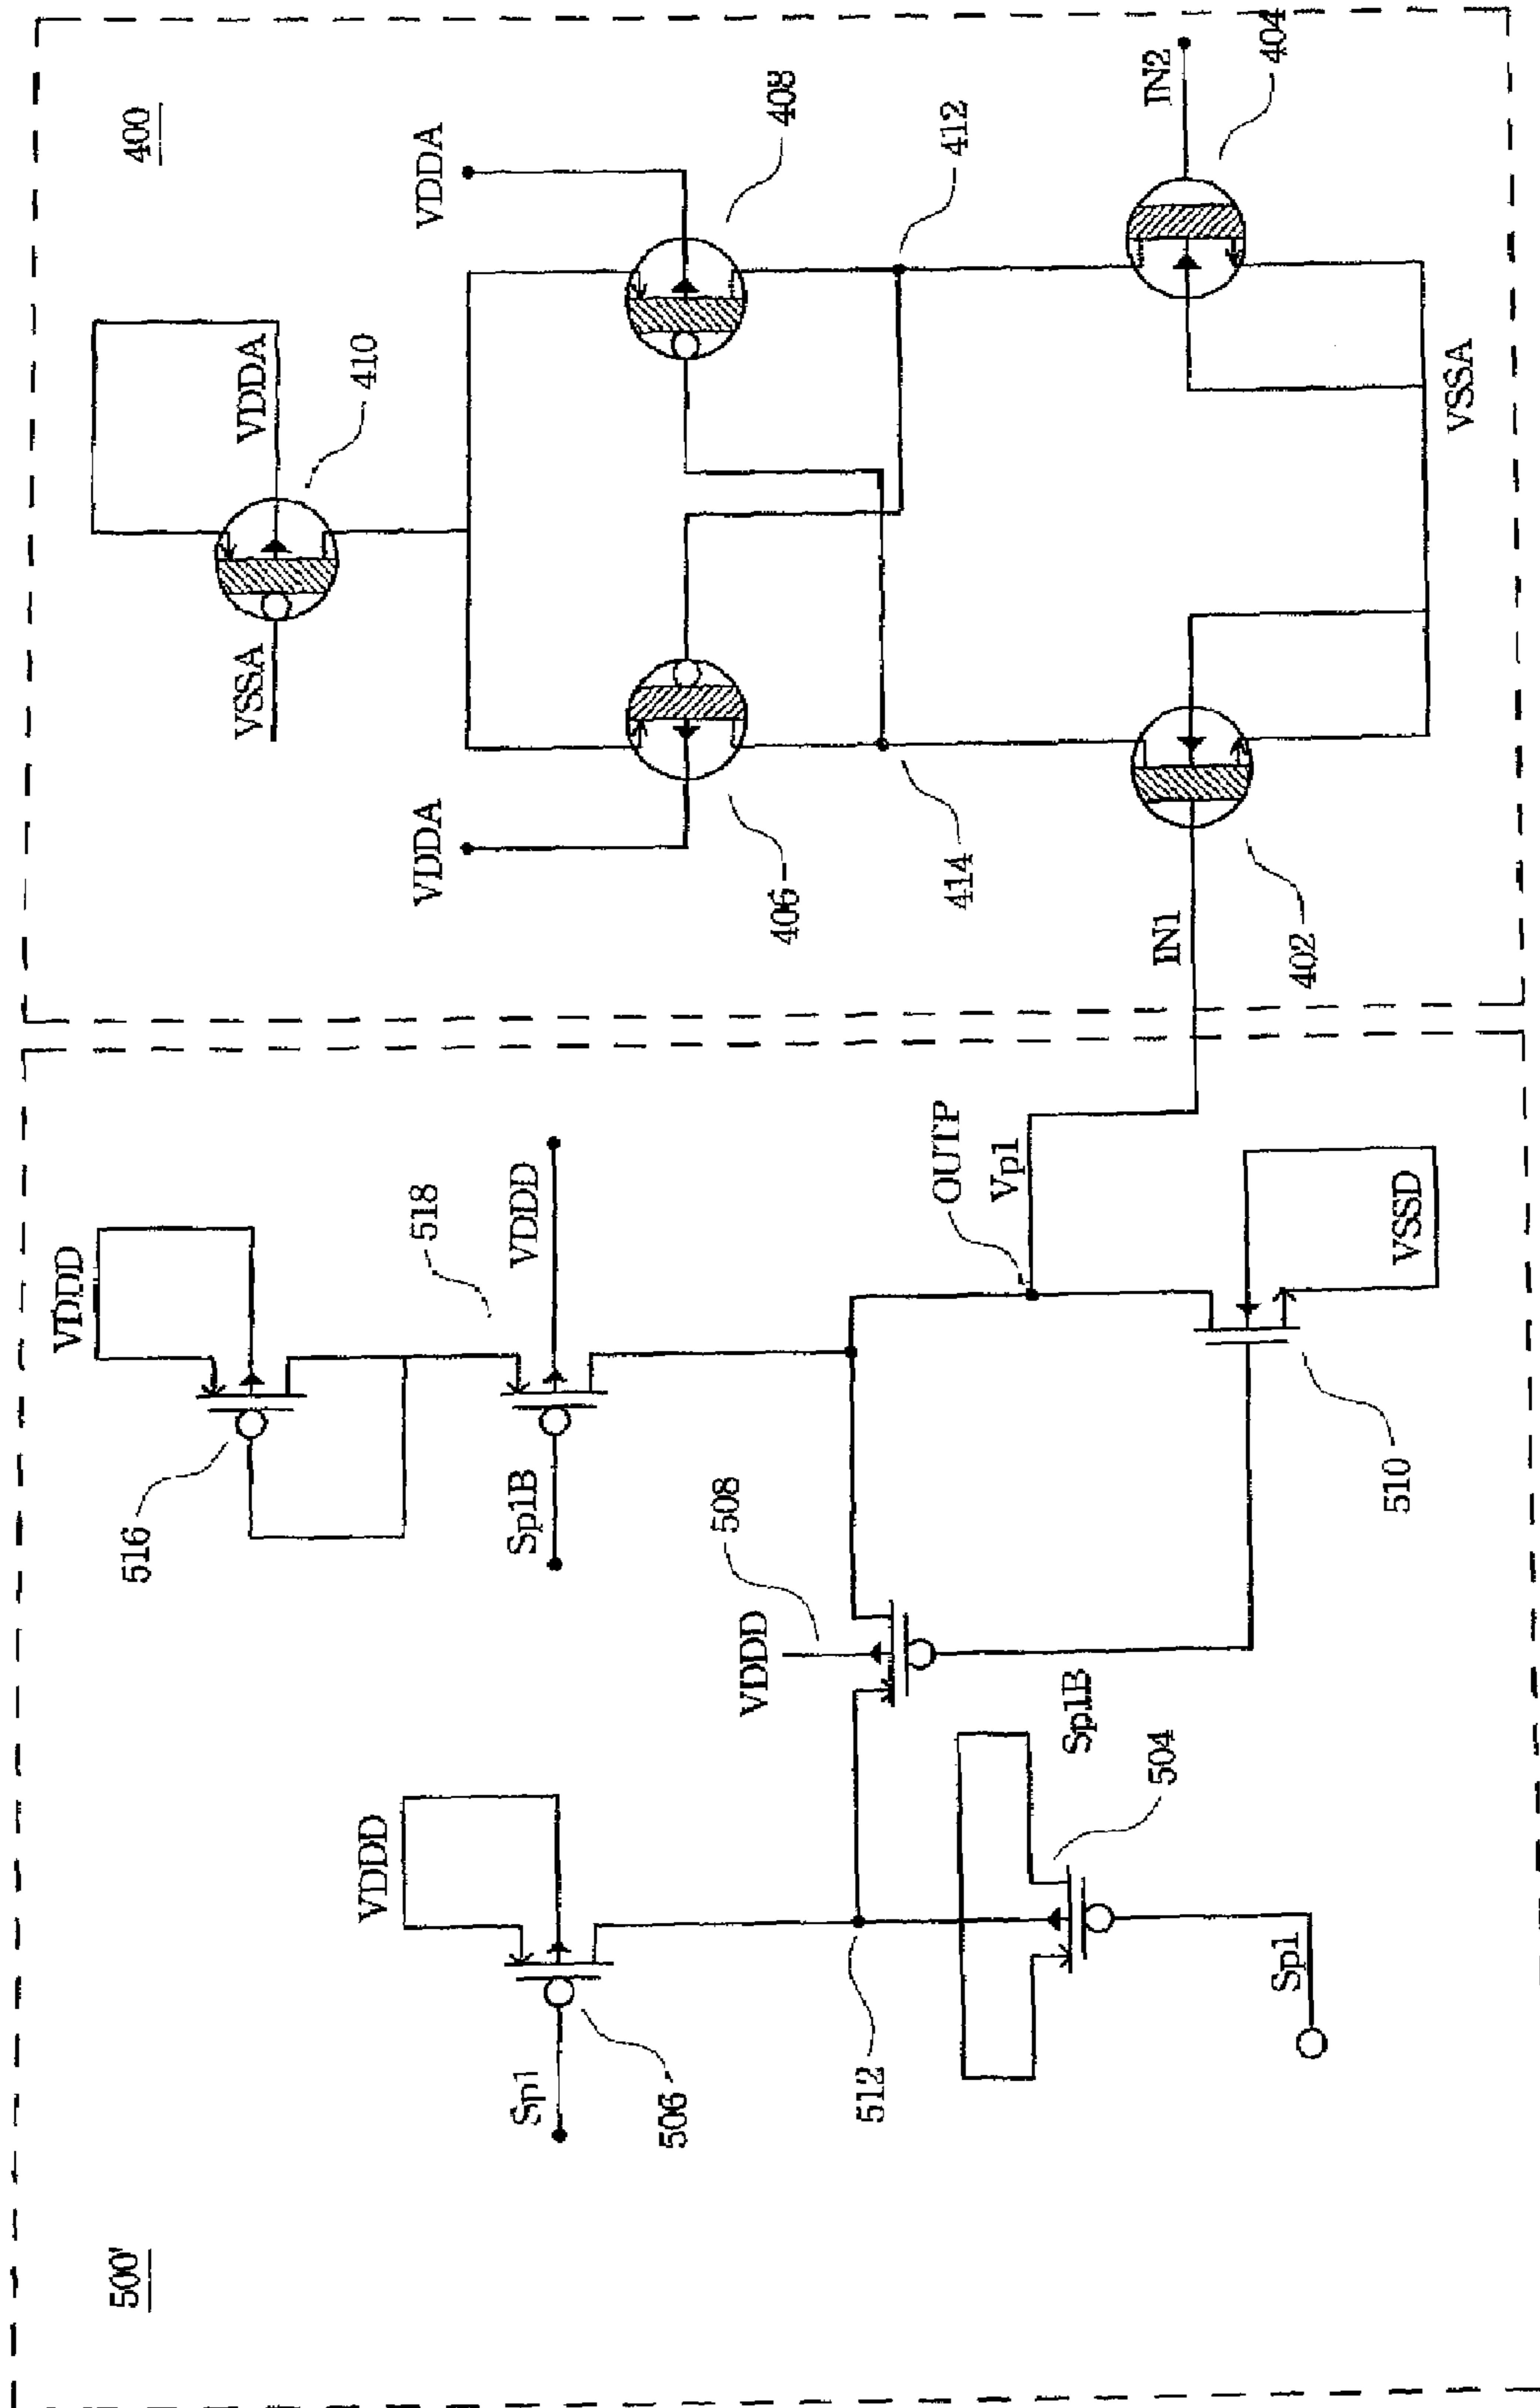 500'
VDDD
516
VDDD
518
Sp1B
VDDD
Sp1
506
508
VDDD
512
OUTP
Vp1
Sp1B
504
Sp1
510
VSSD
400
VSSA
VDDA
410
VDDA
VDDA
406
408
414
412
IN1
IN2
402
404
VSSA